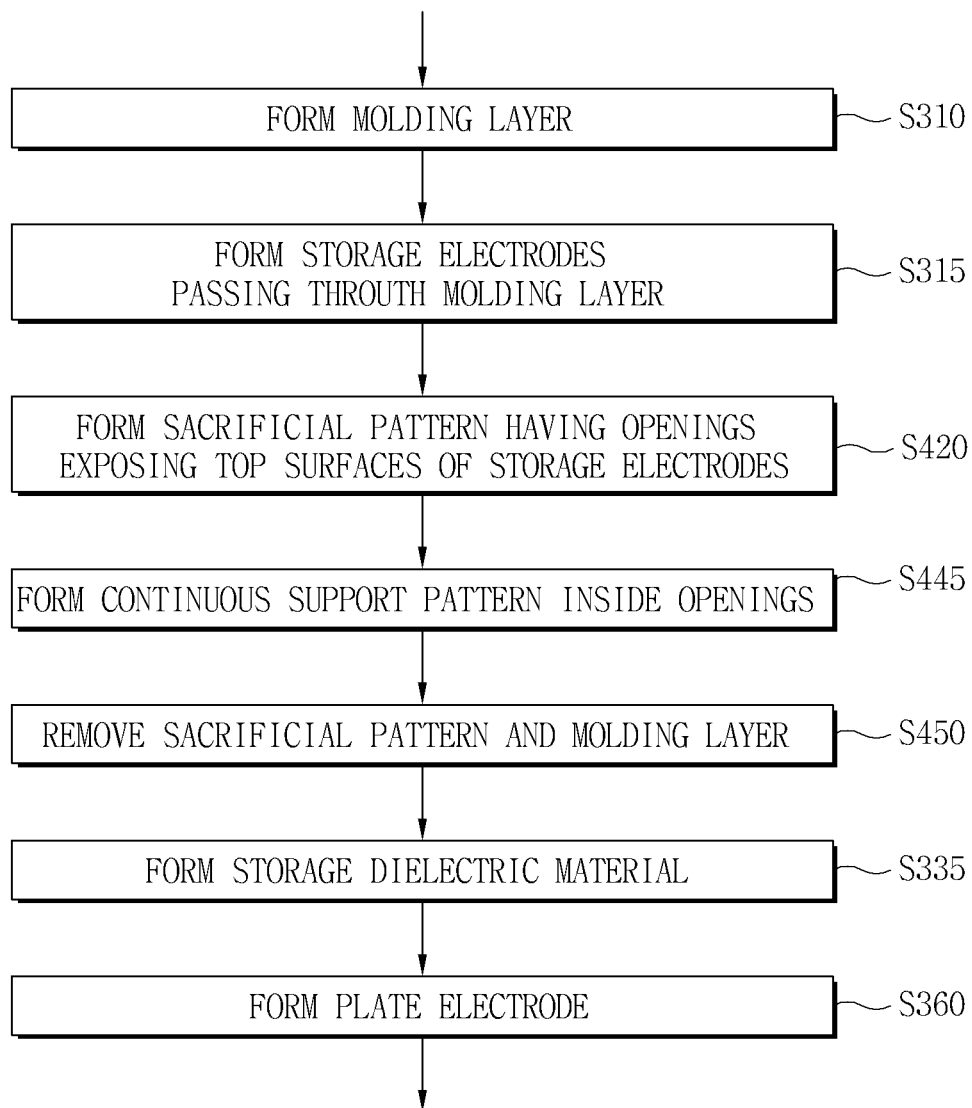 FORM MOLDING LAYER
S310
FORM STORAGE ELECTRODES
PASSING THROUTH MOLDING LAYER
S315
FORM SACRIFICIAL PATTERN HAVING OPENINGS
EXPOSING TOP SURFACES OF STORAGE ELECTRODES
S420
FORM CONTINUOUS SUPPORT PATTERN INSIDE OPENINGS
S445
REMOVE SACRIFICIAL PATTERN AND MOLDING LAYER
S450
FORM STORAGE DIELECTRIC MATERIAL
S335
FORM PLATE ELECTRODE
S360